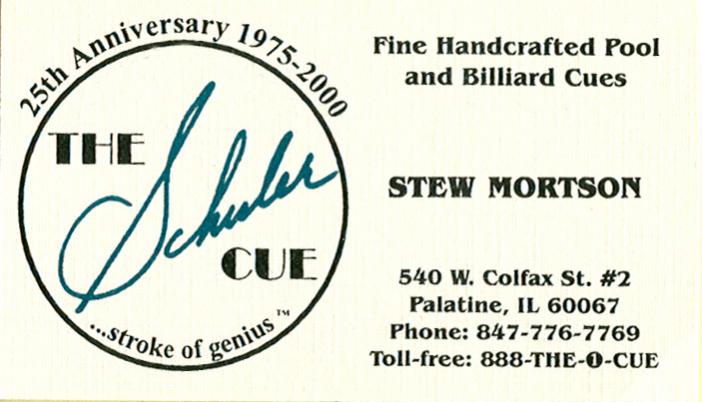 25th Anniversary 1975-2000
THE
Schuler
CUE
...stroke of genius™
Fine Handcrafted Pool
and Billiard Cues
STEW MORTSON
540 W. Colfax St. #2
Palatine, IL 60067
Phone: 847-776-7769
Toll-free: 888-THE-❶-CUE